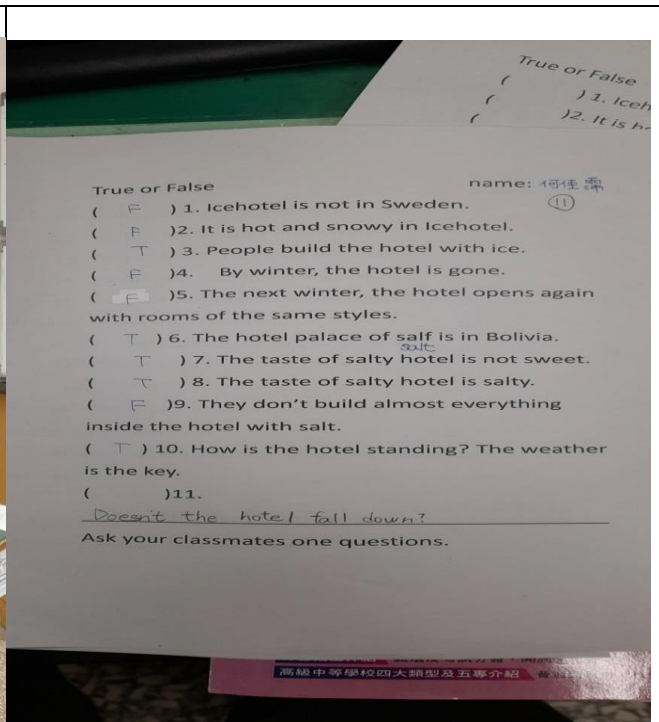 True or False
( ) 1. Iceh
( )2. It is h
True or False name: 何佳霈
( F ) 1. Icehotel is not in Sweden. ⑪
( F )2. It is hot and snowy in Icehotel.
( T ) 3. People build the hotel with ice.
( F )4. By winter, the hotel is gone.
( F )5. The next winter, the hotel opens again
with rooms of the same styles.
( T ) 6. The hotel palace of salf is in Bolivia.
salt
( T ) 7. The taste of salty hotel is not sweet.
( T ) 8. The taste of salty hotel is salty.
( F )9. They don't build almost everything
inside the hotel with salt.
( T ) 10. How is the hotel standing? The weather
is the key.
( )11.
Doesn't the hotel fall down?
Ask your classmates one questions.
高級中等學校四大類型及五專介紹